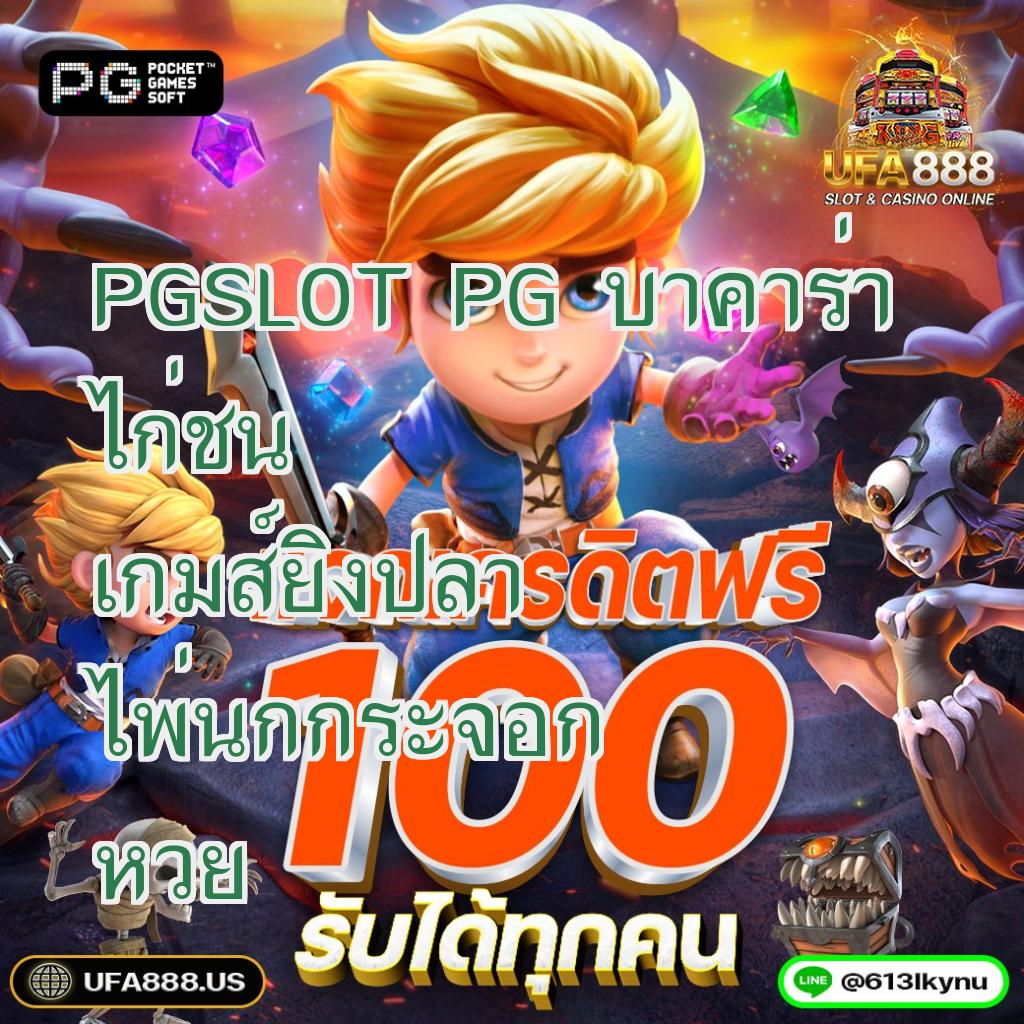 PG POCKET GAMES SOFT™
UFA888
SLOT & CASINO ONLINE
PGSLOT PG บาคาร่า
ไก่ชน
เกมส์ยิงปลา
ไพ่นกกระจอก
หวย
เครดิตฟรี
100
รับได้ทุกคน
UFA888.US
LINE @613lkynu